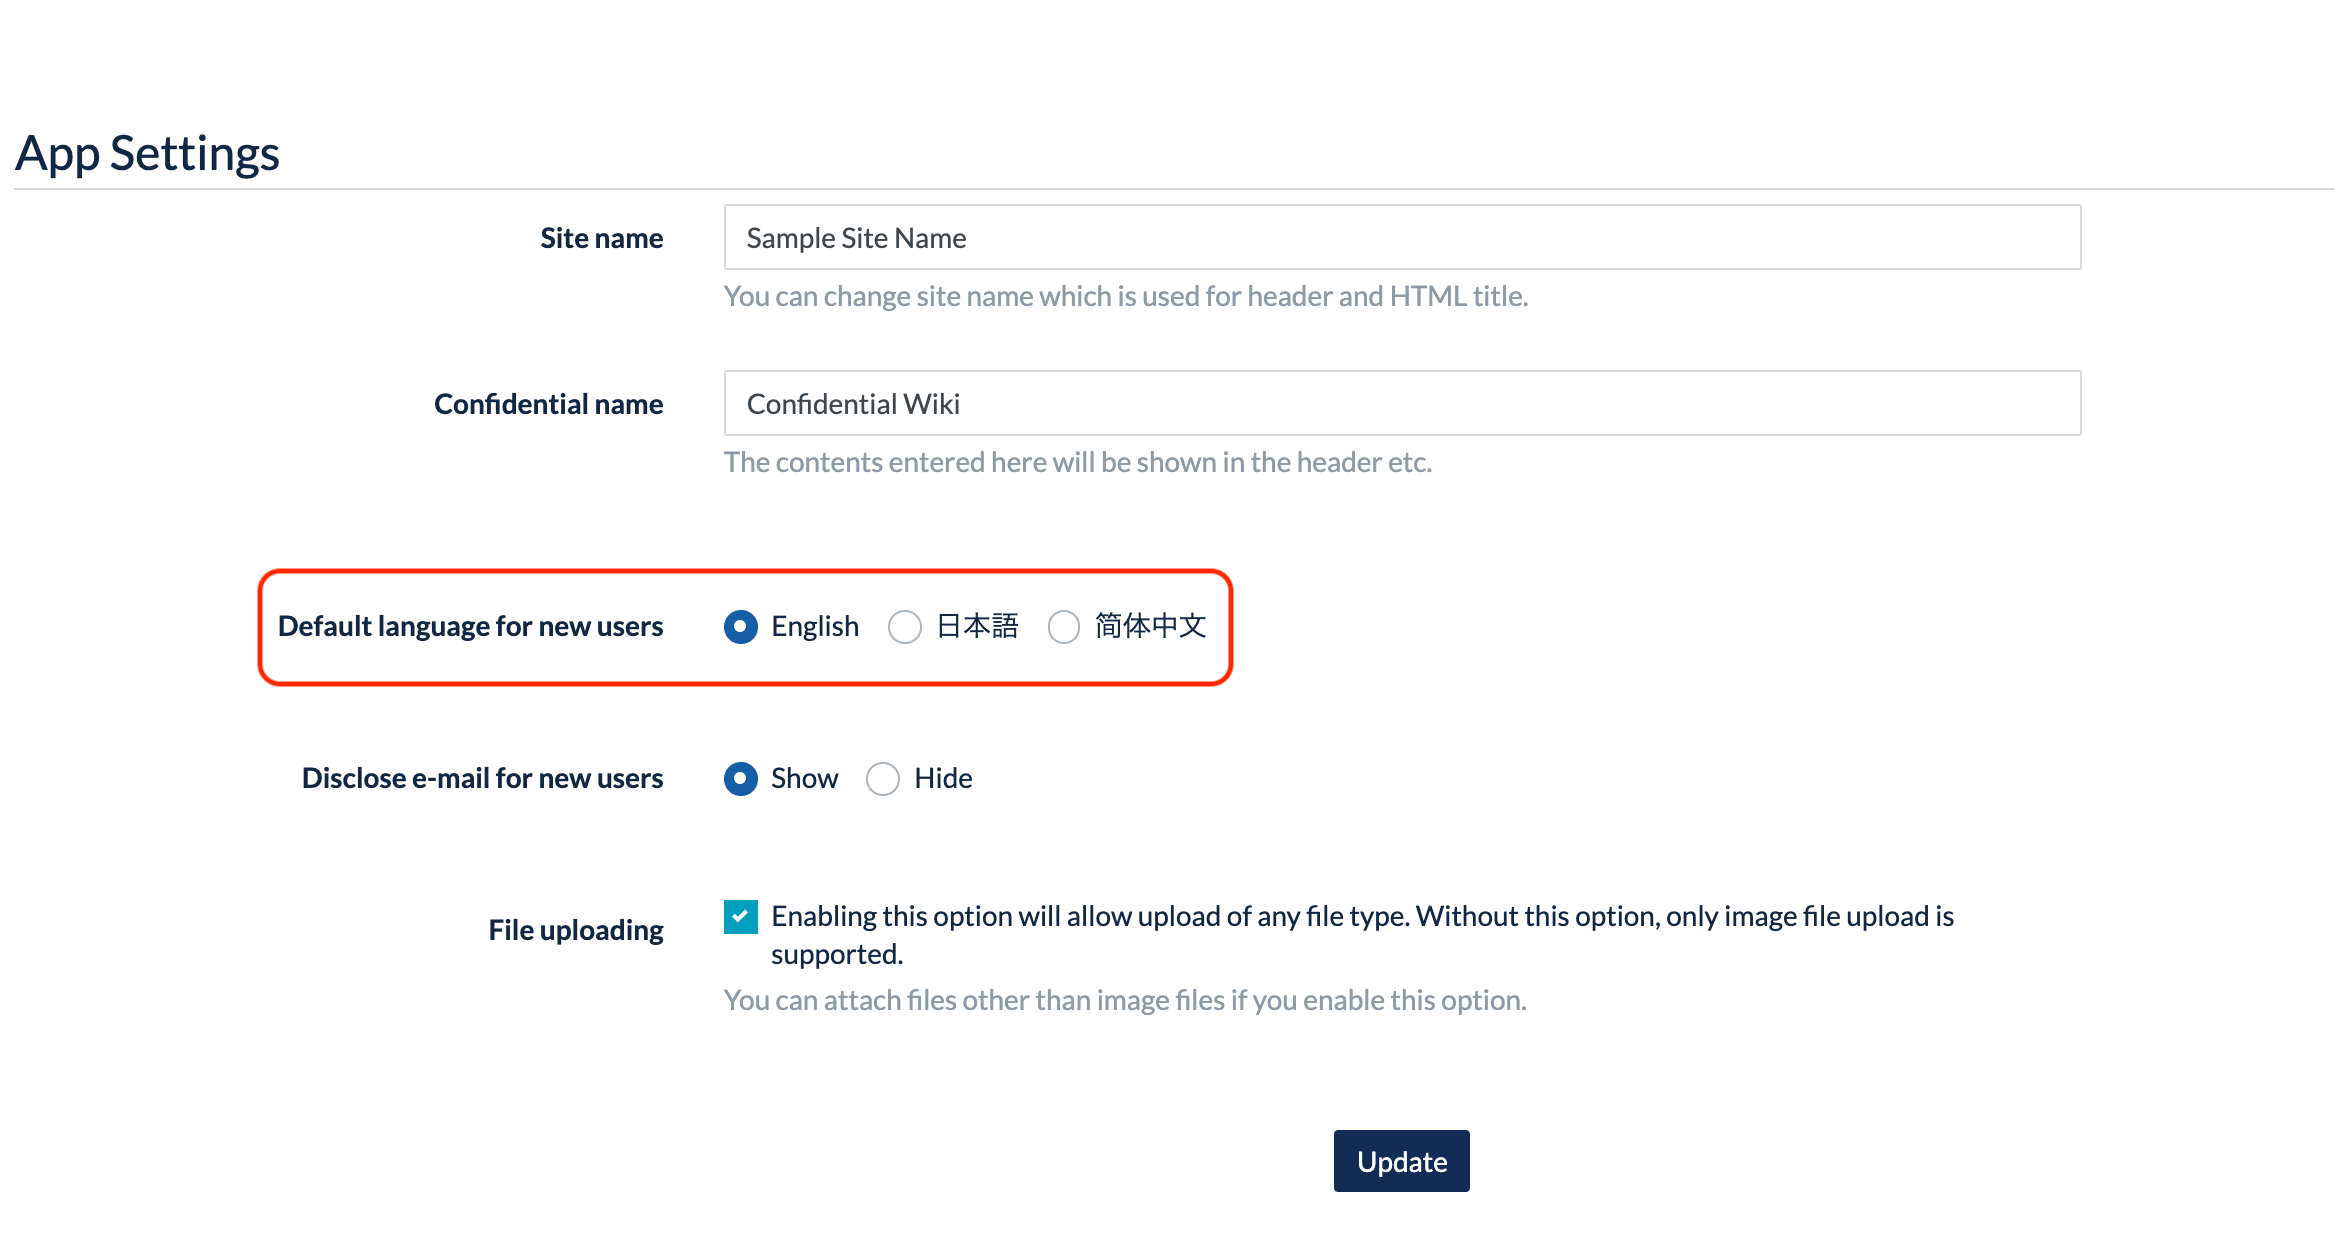 App Settings
Site name
Sample Site Name
You can change site name which is used for header and HTML title.
Confidential name
Confidential Wiki
The contents entered here will be shown in the header etc.
Default language for new users English 日本語 简体中文
Disclose e-mail for new users Show Hide
File uploading
Enabling this option will allow upload of any file type. Without this option, only image file upload is
supported.
You can attach files other than image files if you enable this option.
Update